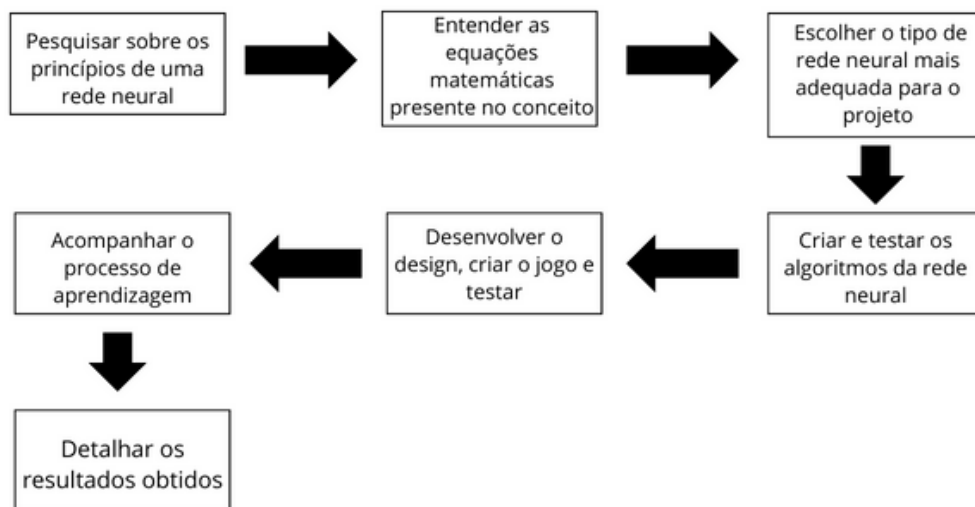 Pesquisar sobre os
princípios de uma
rede neural
Entender as
equações
matemáticas
presente no conceito
Escolher o tipo de
rede neural mais
adequada para o
projeto
Criar e testar os
algoritmos da rede
neural
Desenvolver o
design, criar o jogo e
testar
Acompanhar o
processo de
aprendizagem
Detalhar os
resultados obtidos